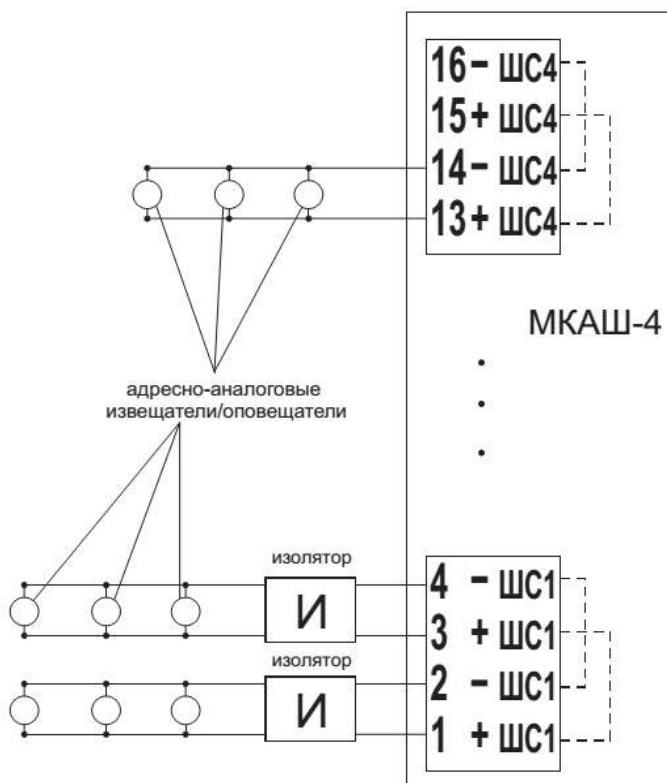 16 - ШС4
15 + ШС4
14 - ШС4
13 + ШС4
МКАШ-4
адресно-аналоговые
извещатели/оповещатели
изолятор
И
4 - ШС1
3 + ШС1
изолятор
И
2 - ШС1
1 + ШС1